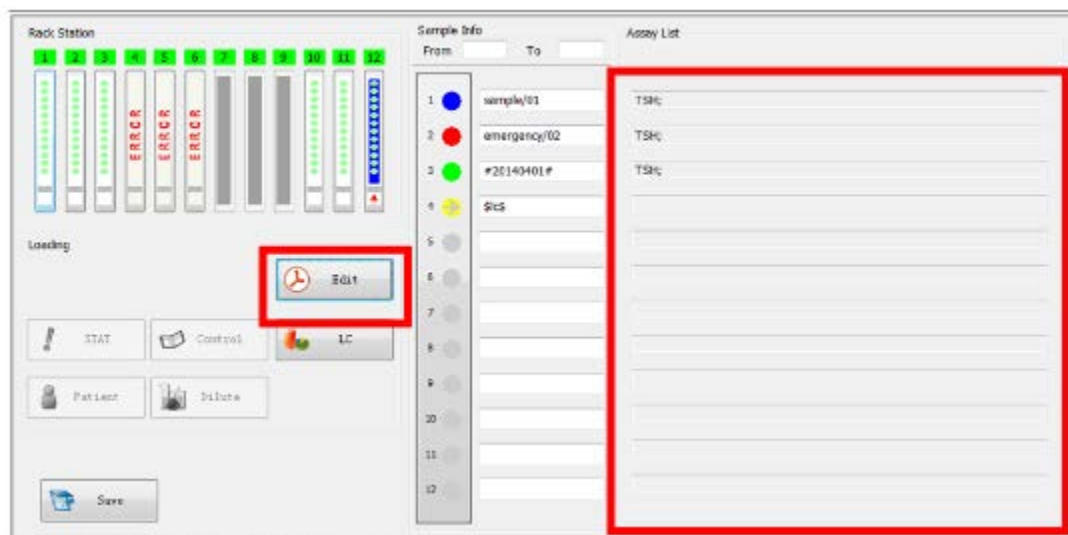 Rack Station
1 2 3 4 5 6 7 8 9 10 11 12
ERROR ERROR ERROR
Loading
Edit
STAT Control LC
Patient Dilute
Save
Sample Info
From To
1 sample/01
2 emergency/02
3 #20140401#
4 $lc$
5
6
7
8
9
10
11
12
Assay List
TSH;
TSH;
TSH;